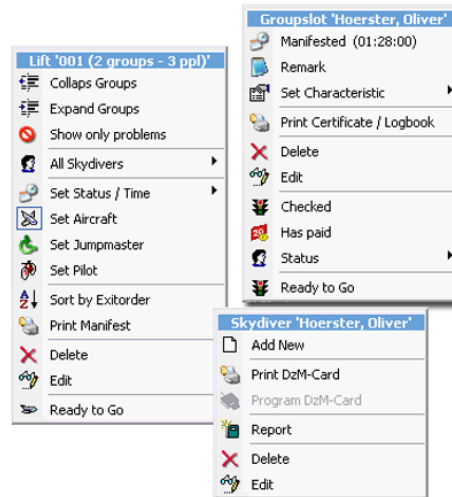 Lift '001 (2 groups - 3 ppl)'
Collaps Groups
Expand Groups
Show only problems
All Skydivers
Set Status / Time
Set Aircraft
Set Jumpmaster
Set Pilot
Sort by Exitorder
Print Manifest
Delete
Edit
Ready to Go
Groupslot 'Hoerster, Oliver'
Manifested (01:28:00)
Remark
Set Characteristic
Print Certificate / Logbook
Delete
Edit
Checked
Has paid
Status
Ready to Go
Skydiver 'Hoerster, Oliver'
Add New
Print DzM-Card
Program DzM-Card
Report
Delete
Edit